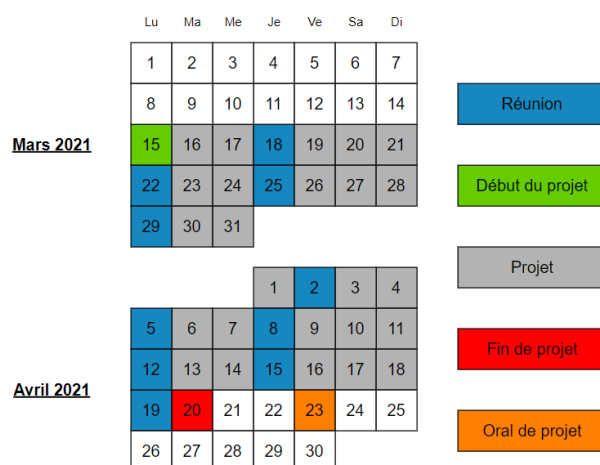 Lu Ma Me Je Ve Sa Di
1 2 3 4 5 6 7
8 9 10 11 12 13 14
Réunion
Mars 2021
15 16 17 18 19 20 21
22 23 24 25 26 27 28
Début du projet
29 30 31
Projet
1 2 3 4
5 6 7 8 9 10 11
Fin de projet
12 13 14 15 16 17 18
Avril 2021
19 20 21 22 23 24 25
Oral de projet
26 27 28 29 30